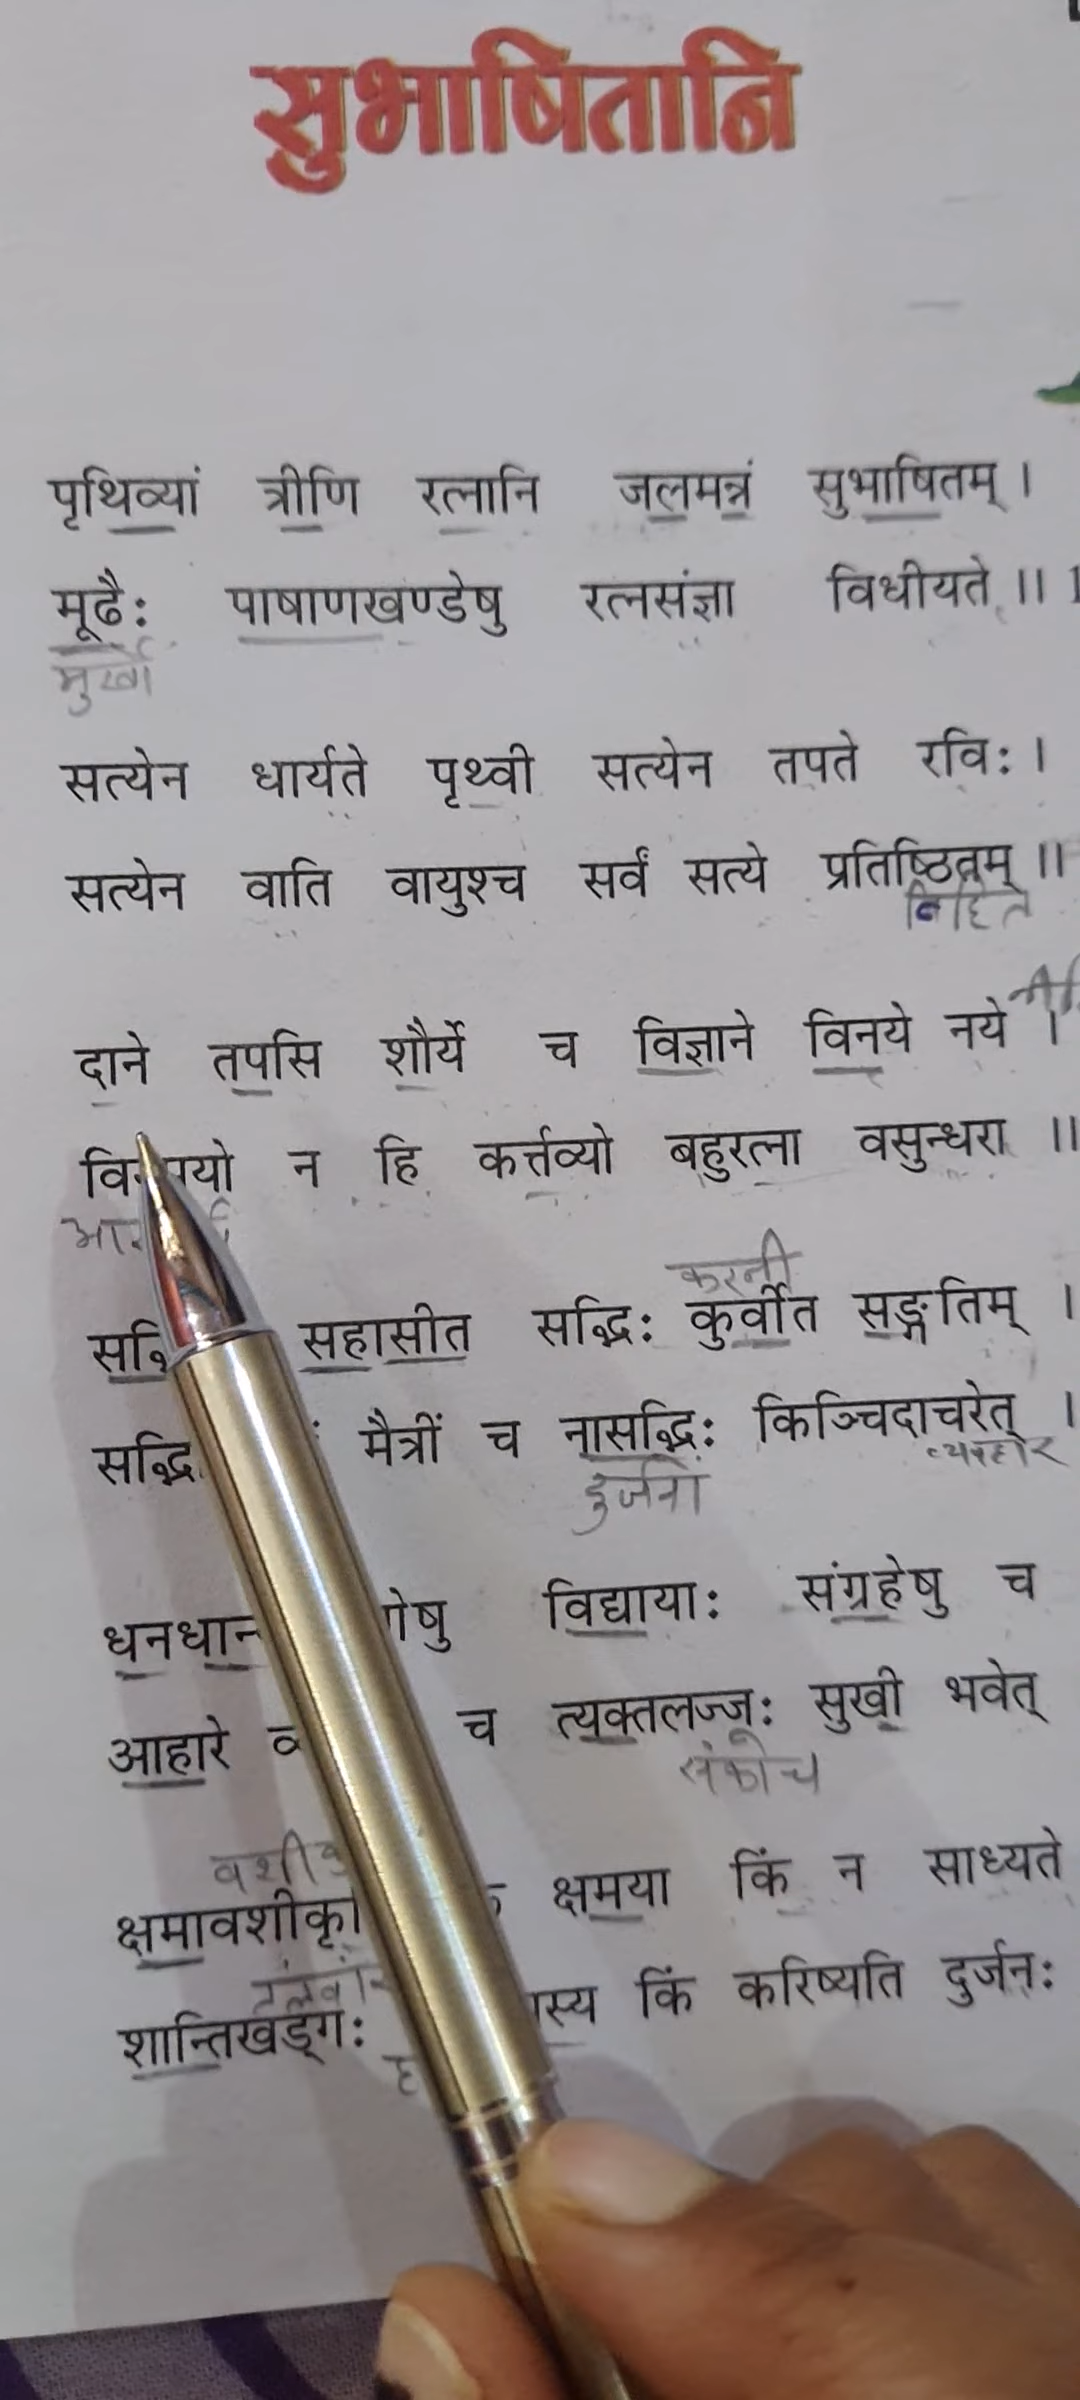 सुभाषितानि
पृथिव्यां त्रीणि रत्नानि जलमन्नं सुभाषितम् ।
मूढैः पाषाणखण्डेषु रत्नसंज्ञा विधीयते ॥ 1
मुर्खो
सत्येन धार्यते पृथ्वी सत्येन तपते रविः ।
सत्येन वाति वायुश्च सर्वं सत्ये प्रतिष्ठितम् ॥
निहित
दाने तपसि शौर्ये च विज्ञाने विनये नये ।
न हि कर्त्तव्यो बहुरत्ना वसुन्धरा ॥
करनी
सहासीत सद्भिः कुर्वीत सङ्गतिम् ।
मैत्रीं च नासद्भिः किञ्चिदाचरेत् ।
व्यवहार
दुर्जनों
विद्यायाः संग्रहेषु च
आहारे च त्यक्तलज्जः सुखी भवेत्
संकोच
क्षमया किं न साध्यते
शान्तिखड्गः किं करिष्यति दुर्जनः